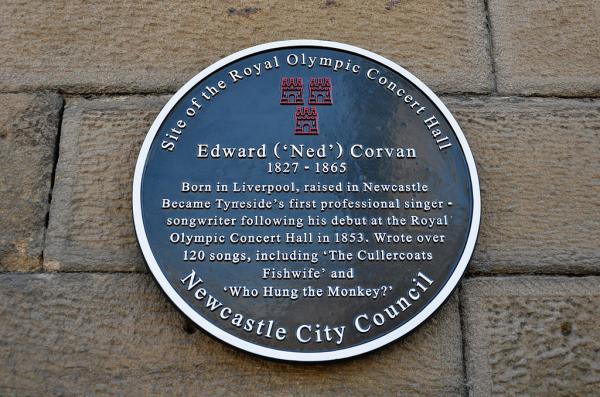 Site of the Royal Olympic Concert Hall
Edward ('Ned') Corvan
1827 - 1865
Born in Liverpool, raised in Newcastle
Became Tyneside's first professional singer -
songwriter following his debut at the Royal
Olympic Concert Hall in 1853. Wrote over
120 songs, including 'The Cullercoats
Fishwife' and
'Who Hung the Monkey?'
Newcastle City Council